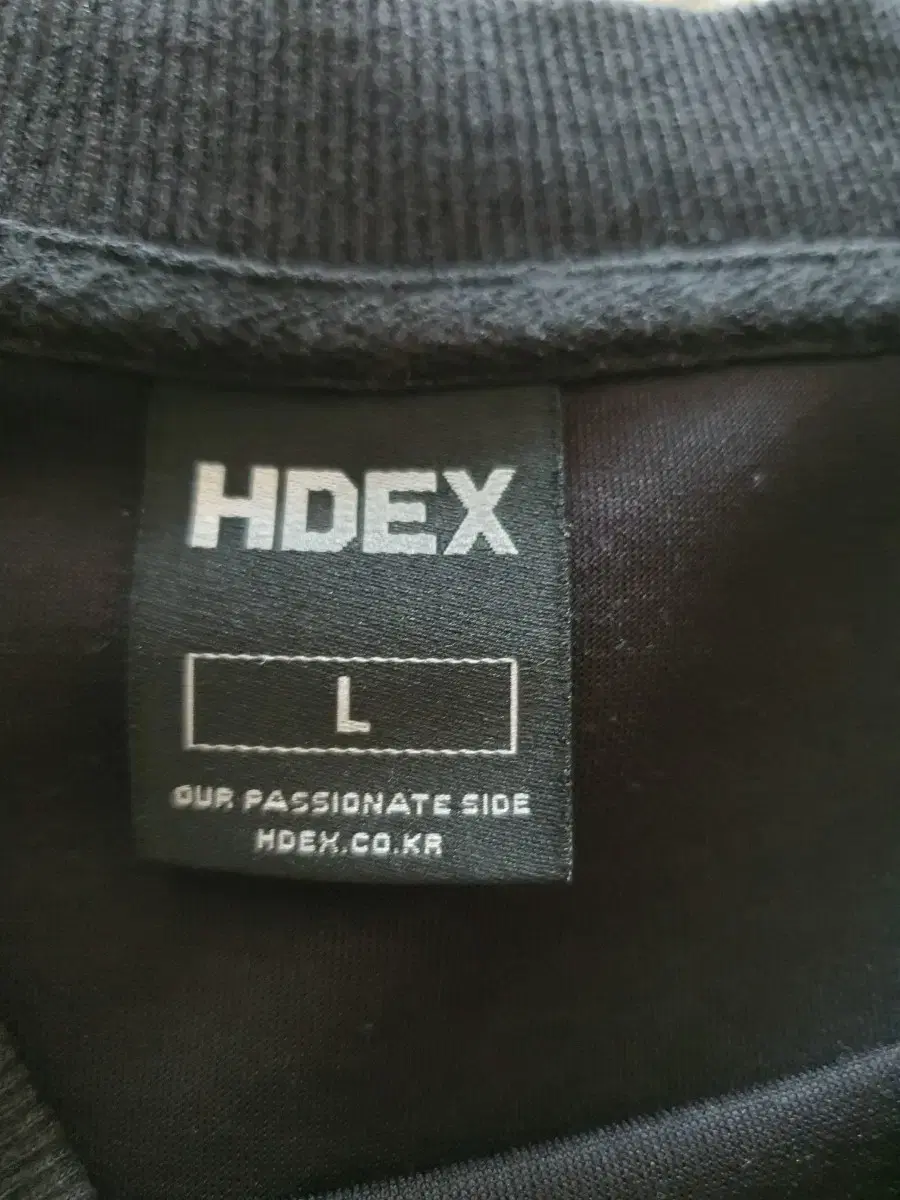 HDEX
L
OUR PASSIONATE SIDE
HDEX.CO.KR